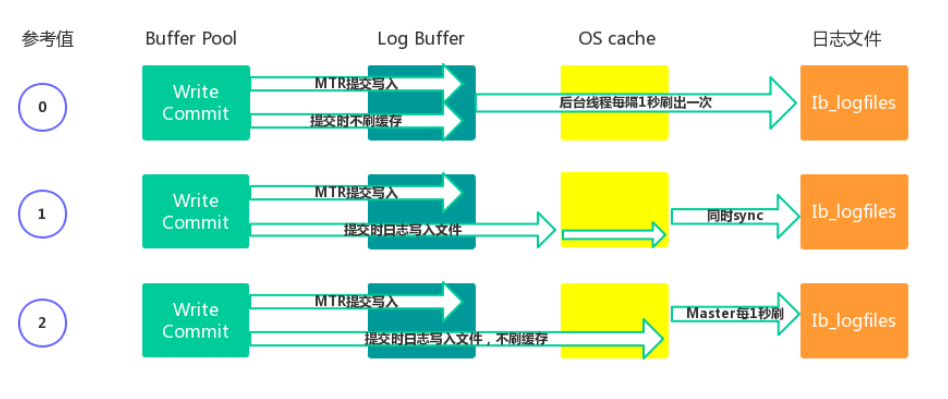 参考值
Buffer Pool
Log Buffer
OS cache
日志文件
0
Write
Commit
MTR提交写入
提交时不刷缓存
后台线程每隔1秒刷出一次
Ib_logfiles
1
Write
Commit
MTR提交写入
提交时日志写入文件
同时sync
Ib_logfiles
2
Write
Commit
MTR提交写入
提交时日志写入文件，不刷缓存
Master每1秒刷
Ib_logfiles